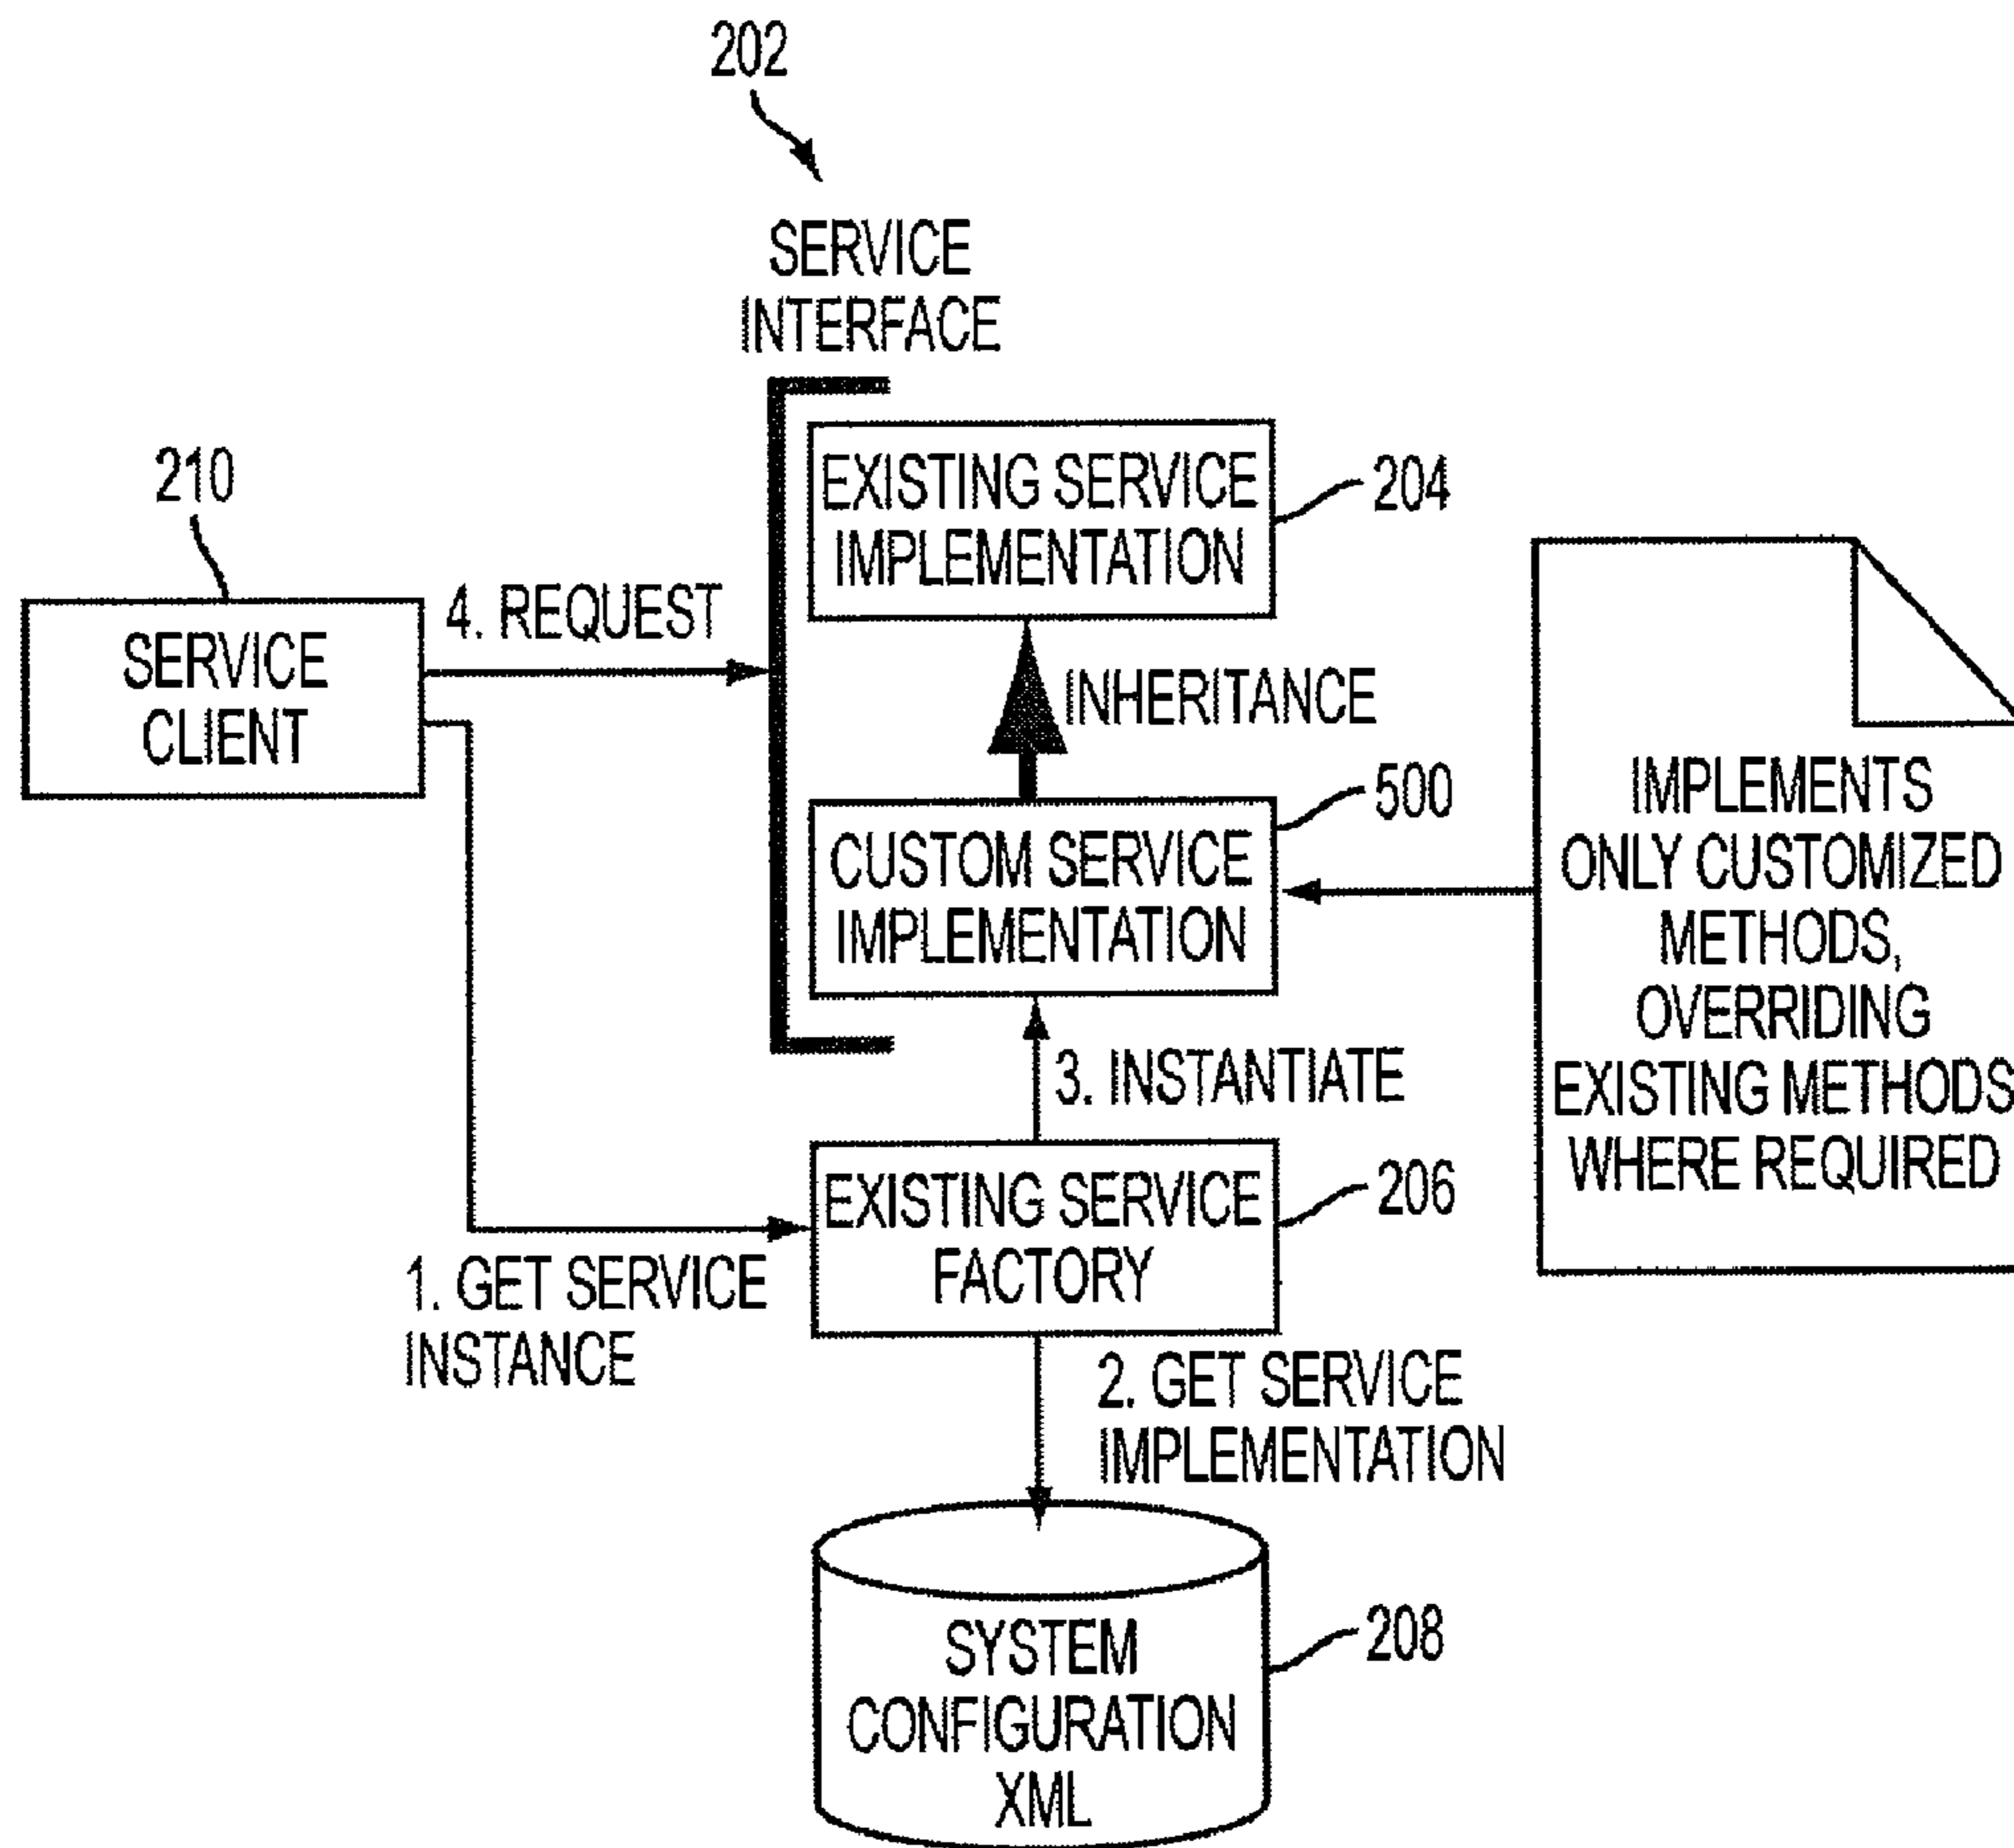 202
SERVICE
INTERFACE
210
EXISTING SERVICE
IMPLEMENTATION
204
4. REQUEST
SERVICE
CLIENT
INHERITANCE
500
CUSTOM SERVICE
IMPLEMENTATION
IMPLEMENTS
ONLY CUSTOMIZED
METHODS,
OVERRIDING
EXISTING METHODS
WHERE REQUIRED
3. INSTANTIATE
EXISTING SERVICE
FACTORY
206
1. GET SERVICE
INSTANCE
2. GET SERVICE
IMPLEMENTATION
208
SYSTEM
CONFIGURATION
XML